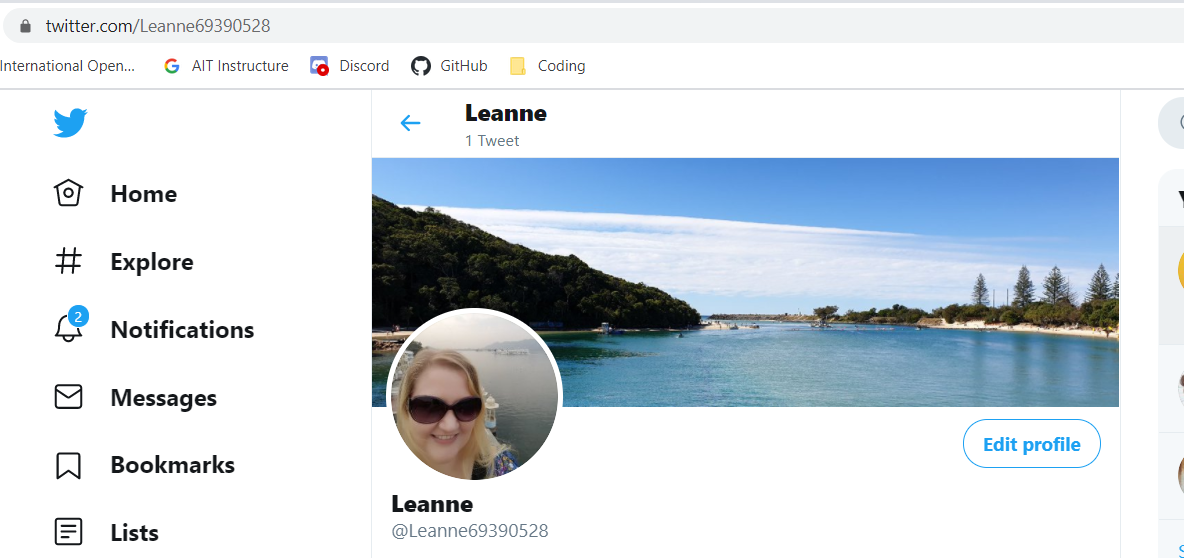 twitter.com/Leanne69390528
International Open... AIT Instructure Discord GitHub Coding
Leanne
1 Tweet
Home
Explore
2
Notifications
Messages
Bookmarks
Lists
Edit profile
Leanne
@Leanne69390528